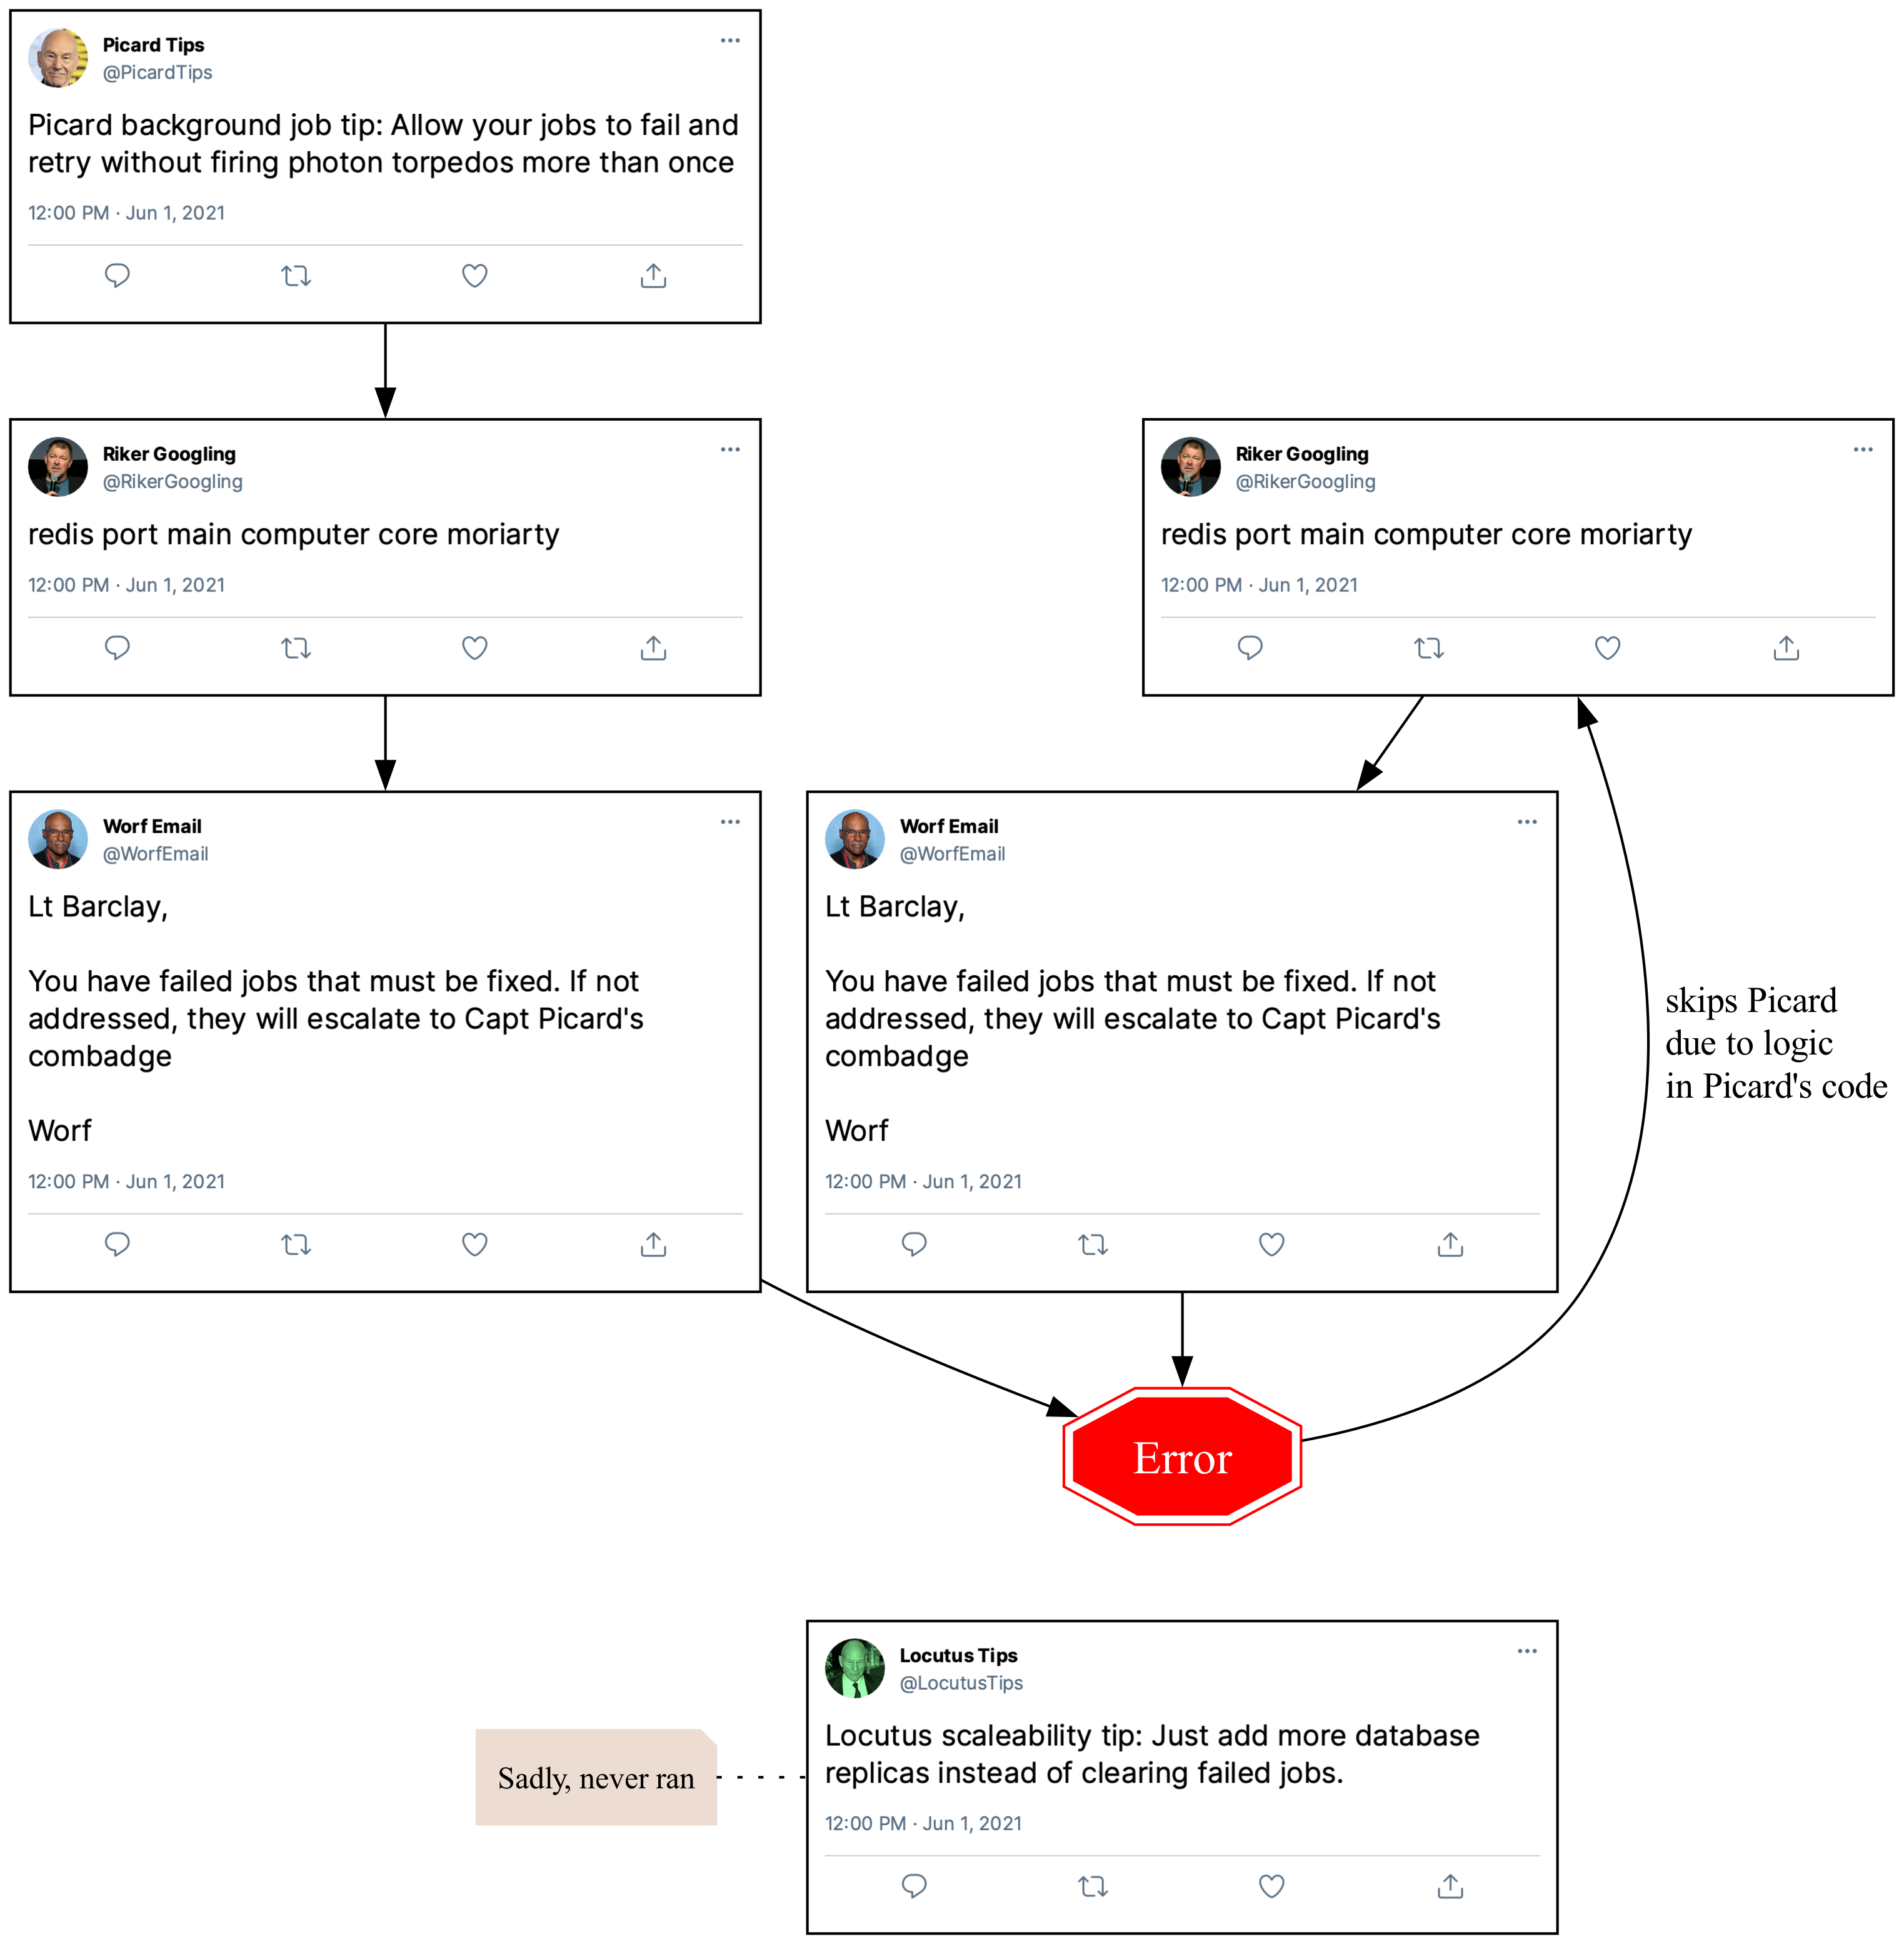 Picard Tips
@PicardTips
Picard background job tip: Allow your jobs to fail and
retry without firing photon torpedos more than once
12:00 PM · Jun 1, 2021
Riker Googling
@RikerGoogling
redis port main computer core moriarty
12:00 PM · Jun 1, 2021
Riker Googling
@RikerGoogling
redis port main computer core moriarty
12:00 PM · Jun 1, 2021
Worf Email
@WorfEmail
Lt Barclay,
You have failed jobs that must be fixed. If not
addressed, they will escalate to Capt Picard's
combadge
Worf
12:00 PM · Jun 1, 2021
Worf Email
@WorfEmail
Lt Barclay,
You have failed jobs that must be fixed. If not
addressed, they will escalate to Capt Picard's
combadge
Worf
12:00 PM · Jun 1, 2021
skips Picard
due to logic
in Picard's code
Error
Locutus Tips
@LocutusTips
Locutus scaleability tip: Just add more database
replicas instead of clearing failed jobs.
12:00 PM · Jun 1, 2021
Sadly, never ran